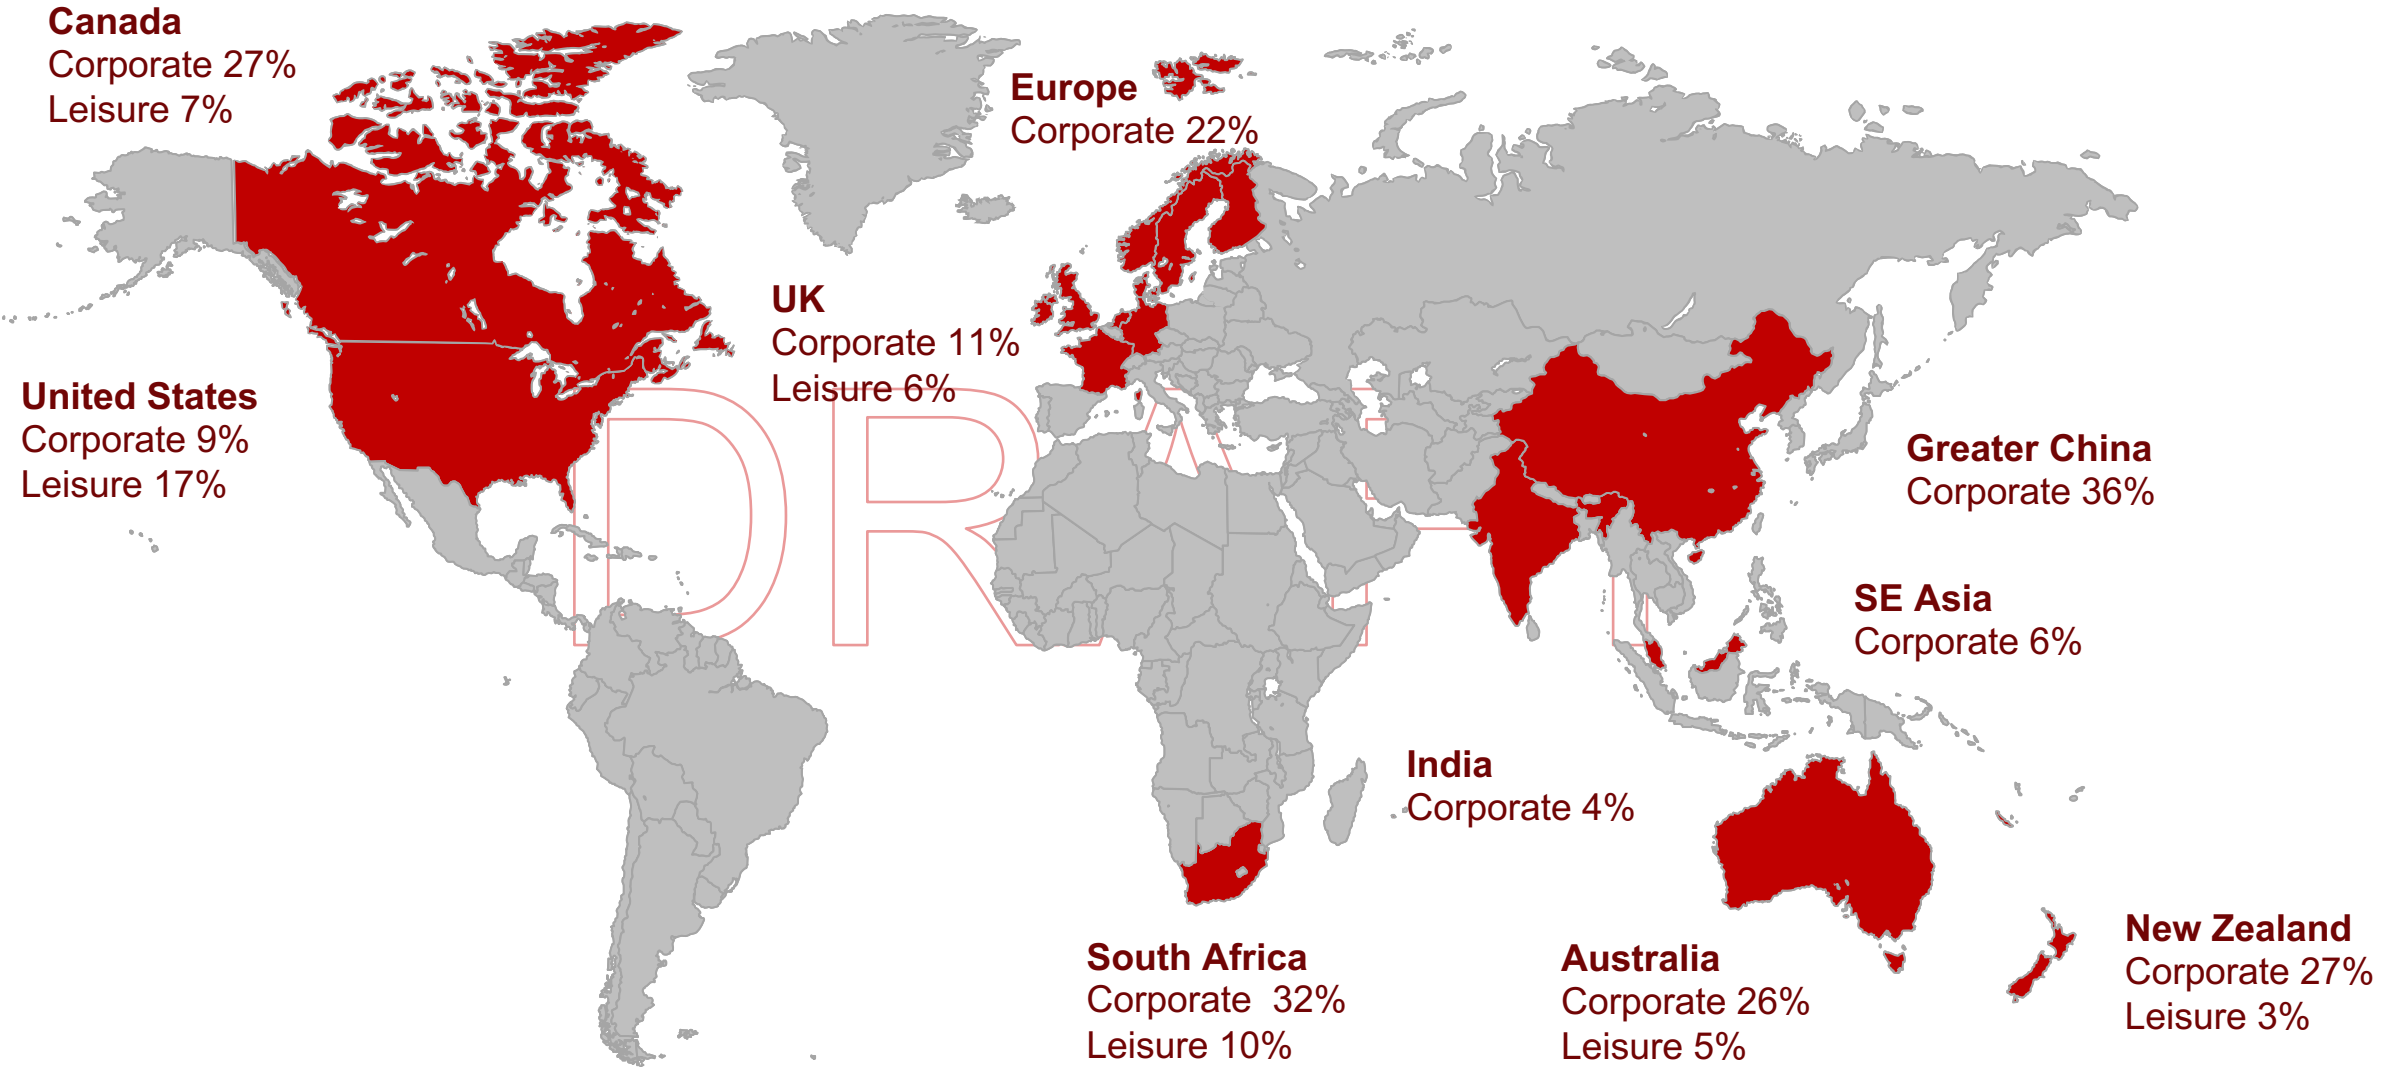 Canada
Corporate 27%
Leisure 7%
Europe
Corporate 22%
UK
Corporate 11%
Leisure 6%
United States
Corporate 9%
Leisure 17%
Greater China
Corporate 36%
SE Asia
Corporate 6%
India
Corporate 4%
South Africa
Corporate 32%
Leisure 10%
Australia
Corporate 26%
Leisure 5%
New Zealand
Corporate 27%
Leisure 3%
DRAFT